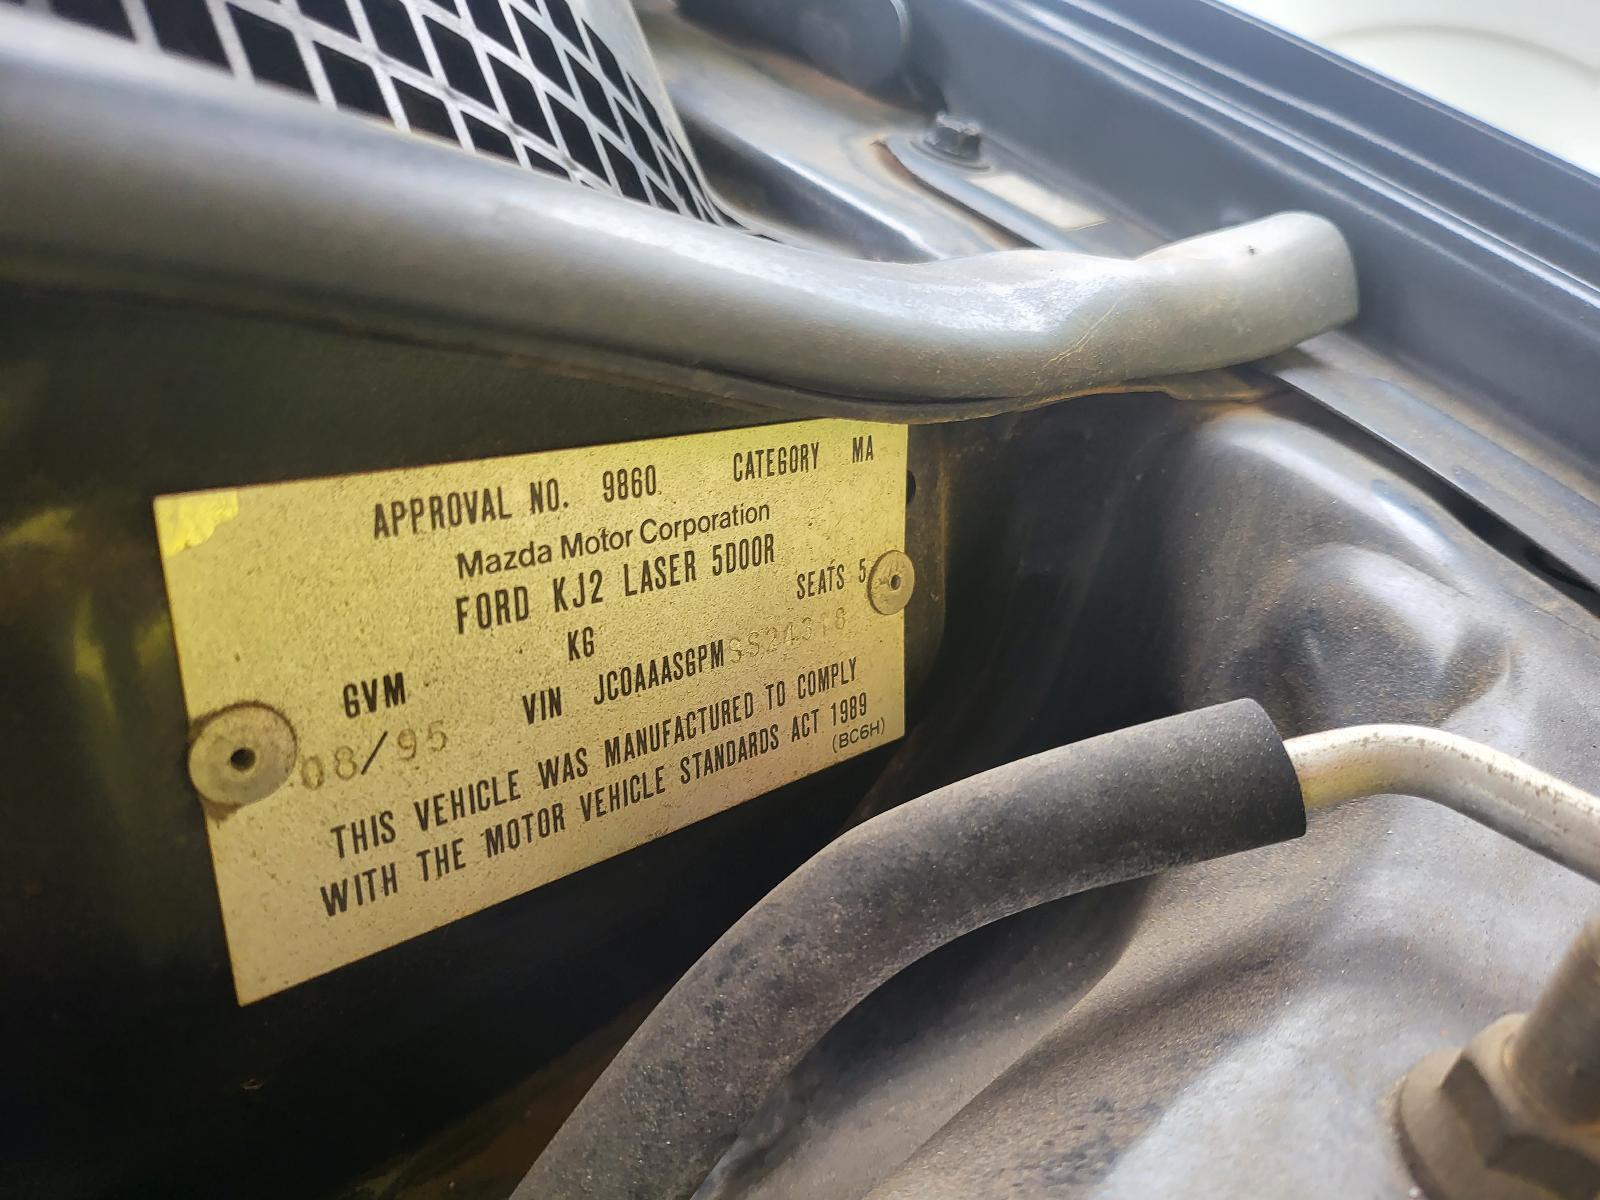 APPROVAL NO. 9860 CATEGORY MA
Mazda Motor Corporation
FORD KJ2 LASER 5DOOR
KG SEATS 5
GVM VIN JC0AAASGPMSS24318
08/95
THIS VEHICLE WAS MANUFACTURED TO COMPLY
WITH THE MOTOR VEHICLE STANDARDS ACT 1989
(BC6H)